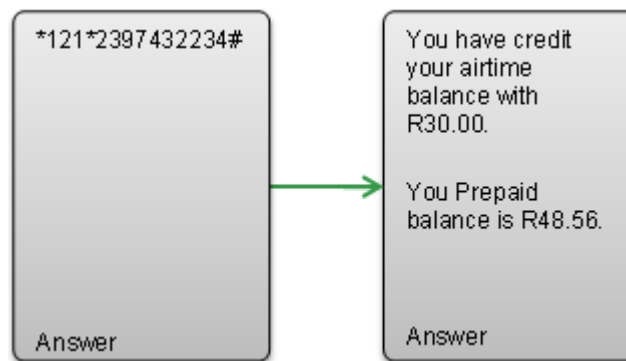 *121*2397432234#
Answer
You have credit
your airtime
balance with
R30.00.
You Prepaid
balance is R48.56.
Answer